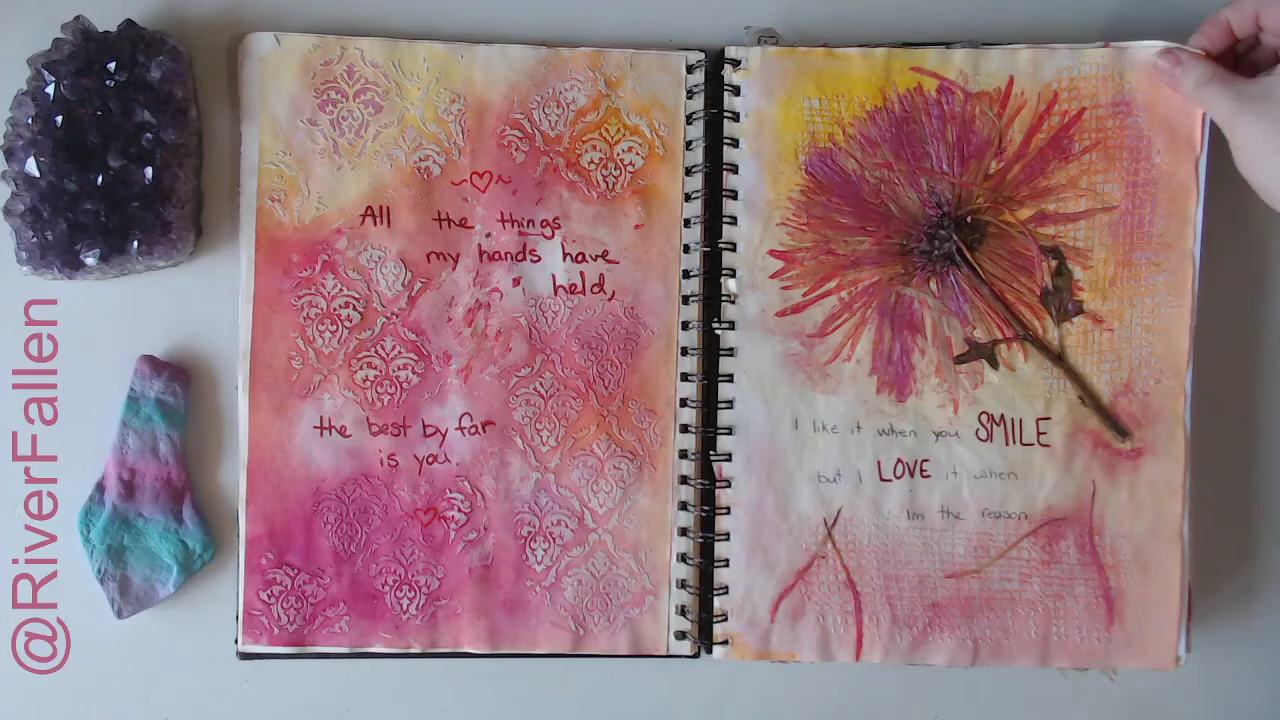 @RiverFallen
All the things
my hands have
held,
the best by far
is you.
I like it when you SMILE
but I LOVE it when
Im the reason.